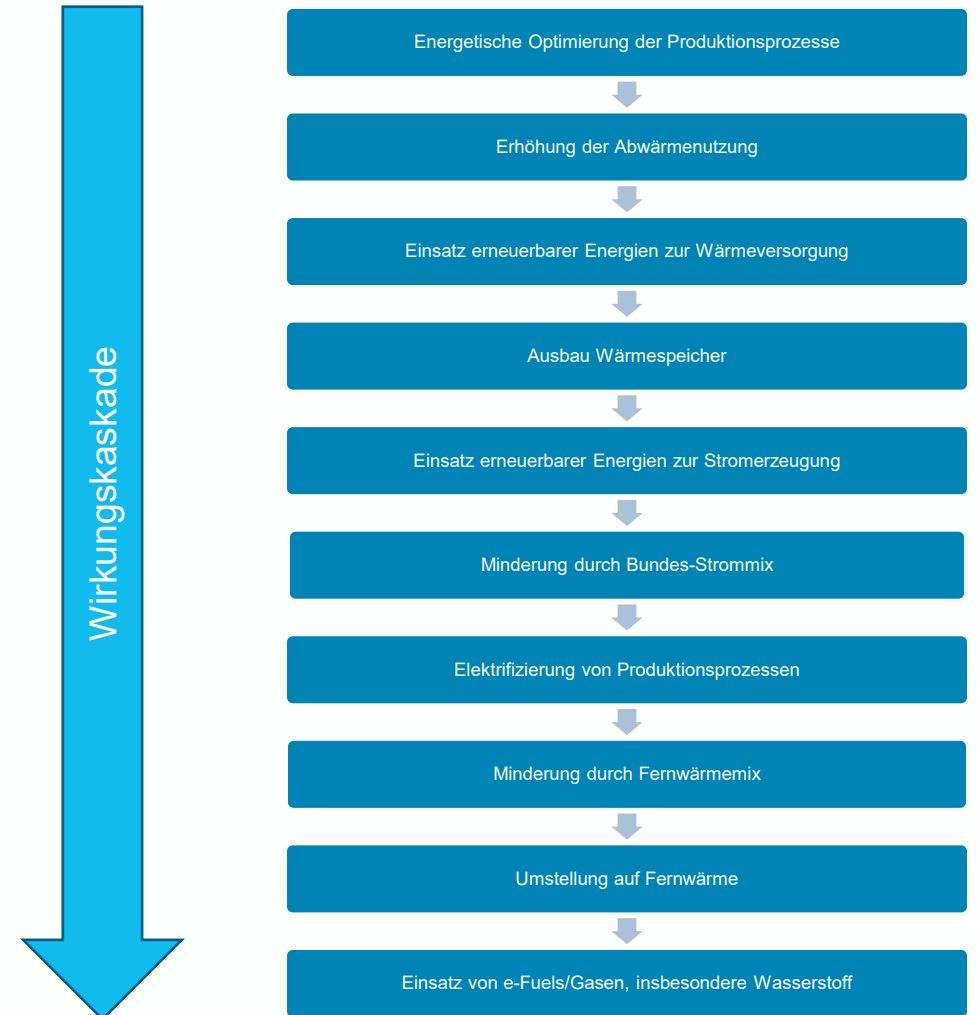 Wirkungskaskade
Energetische Optimierung der Produktionsprozesse
Erhöhung der Abwärmenutzung
Einsatz erneuerbarer Energien zur Wärmeversorgung
Ausbau Wärmespeicher
Einsatz erneuerbarer Energien zur Stromerzeugung
Minderung durch Bundes-Strommix
Elektrifizierung von Produktionsprozessen
Minderung durch Fernwärmemix
Umstellung auf Fernwärme
Einsatz von e-Fuels/Gasen, insbesondere Wasserstoff